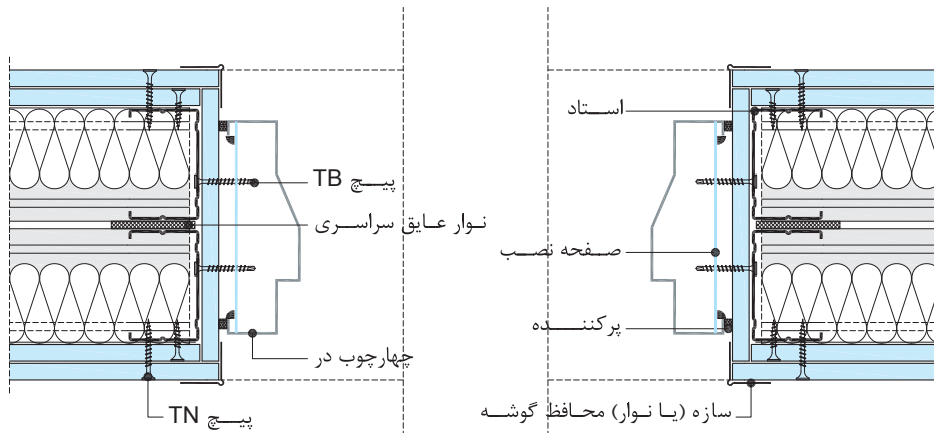 استاد
پیچ TB
نوار عایق سراسری
صفحه نصب
پرکننده
چهارچوب در
سازه (یا نوار) محافظ گوشه
پیچ TN